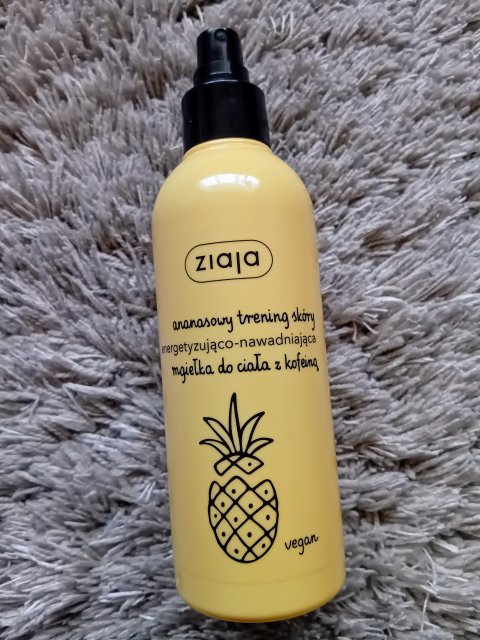 ziaja
ananasowy trening skóry
energetyzująco-nawadniająca
mgiełka do ciała z kofeiną
vegan